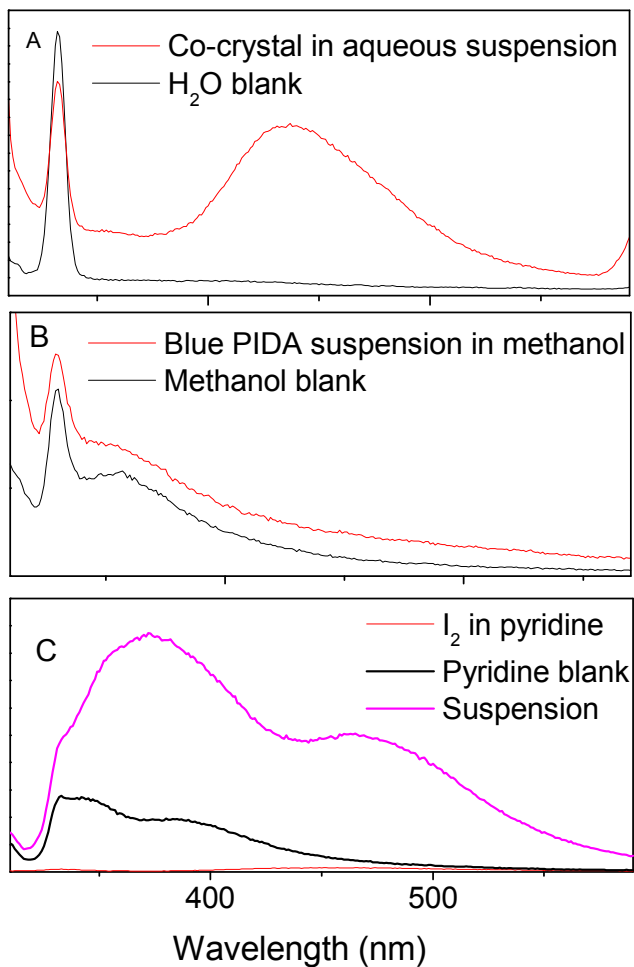 A
Co-crystal in aqueous suspension
H₂O blank
B
Blue PIDA suspension in methanol
Methanol blank
C
I₂ in pyridine
Pyridine blank
Suspension
400 500
Wavelength (nm)